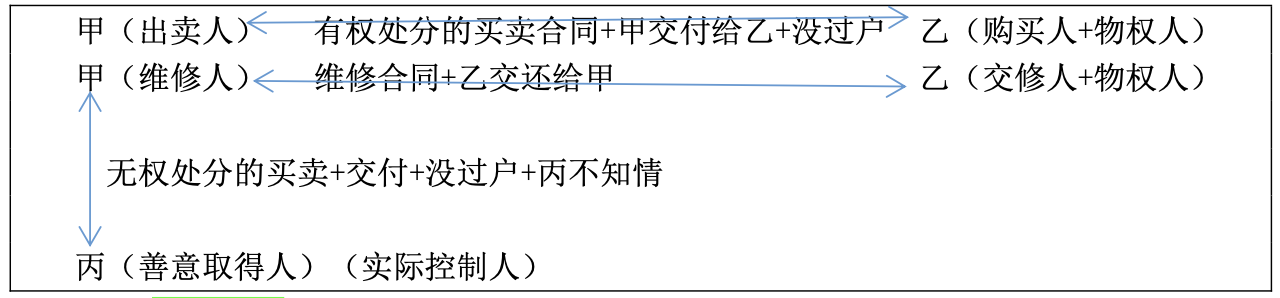 甲（出卖人） 有权处分的买卖合同+甲交付给乙+没过户 乙（购买人+物权人）
甲（维修人） 维修合同+乙交还给甲 乙（交修人+物权人）
无权处分的买卖+交付+没过户+丙不知情
丙（善意取得人）（实际控制人）